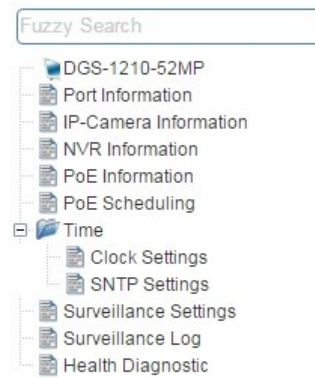 Fuzzy Search
DGS-1210-52MP
Port Information
IP-Camera Information
NVR Information
PoE Information
PoE Scheduling
Time
Clock Settings
SNTP Settings
Surveillance Settings
Surveillance Log
Health Diagnostic